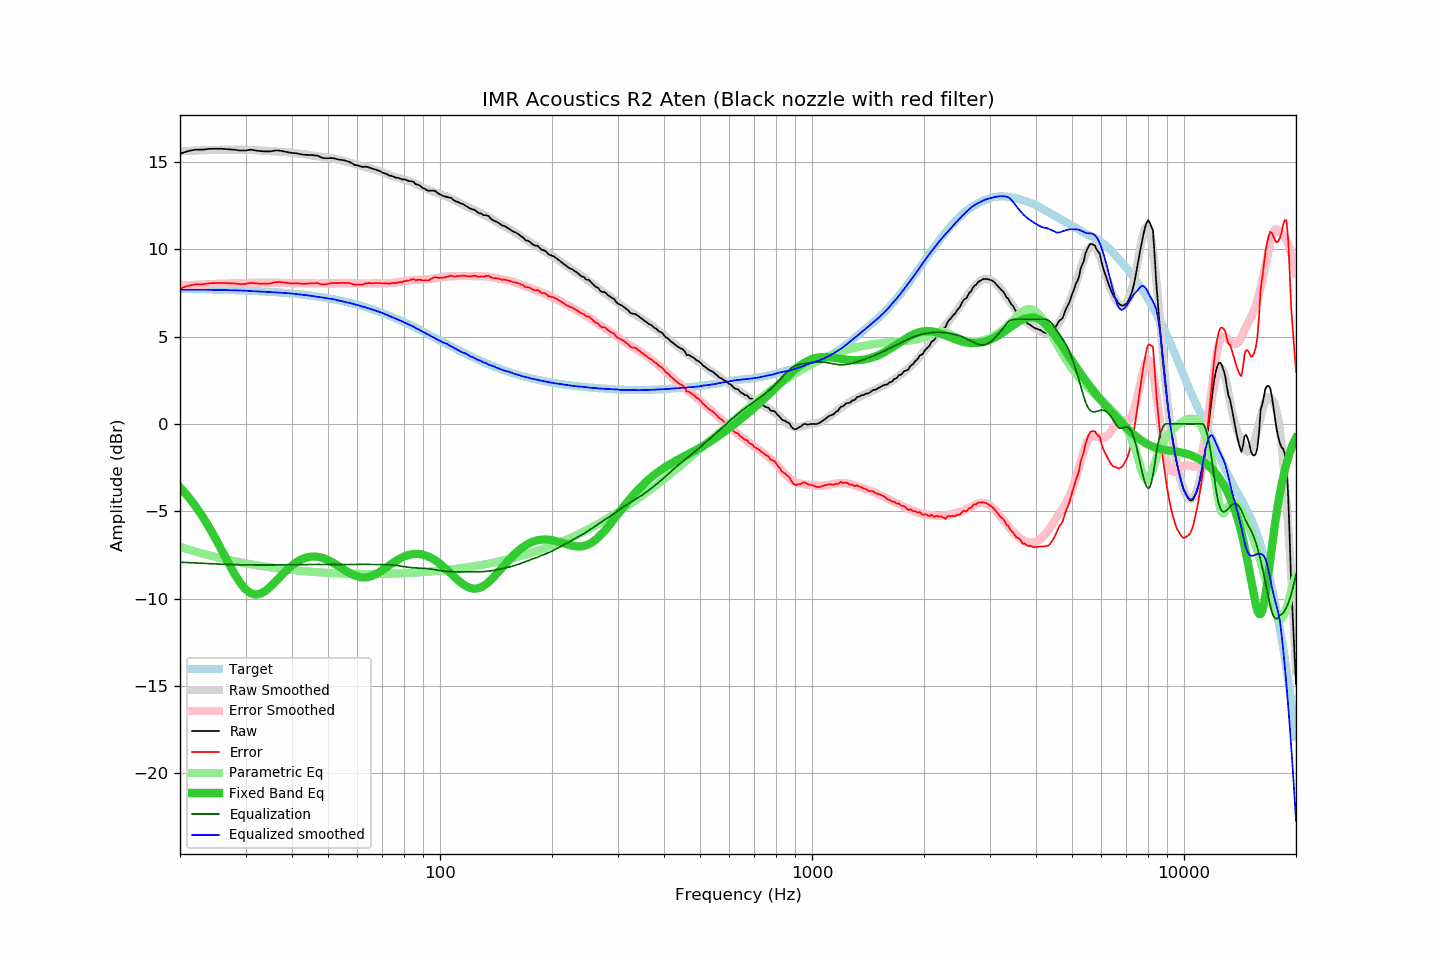 IMR Acoustics R2 Aten (Black nozzle with red filter)
15
10
5
0
−5
−10
−15
−20
Amplitude (dBr)
Target
Raw Smoothed
Error Smoothed
Raw
Error
Parametric Eq
Fixed Band Eq
Equalization
Equalized smoothed
100
1000
10000
Frequency (Hz)